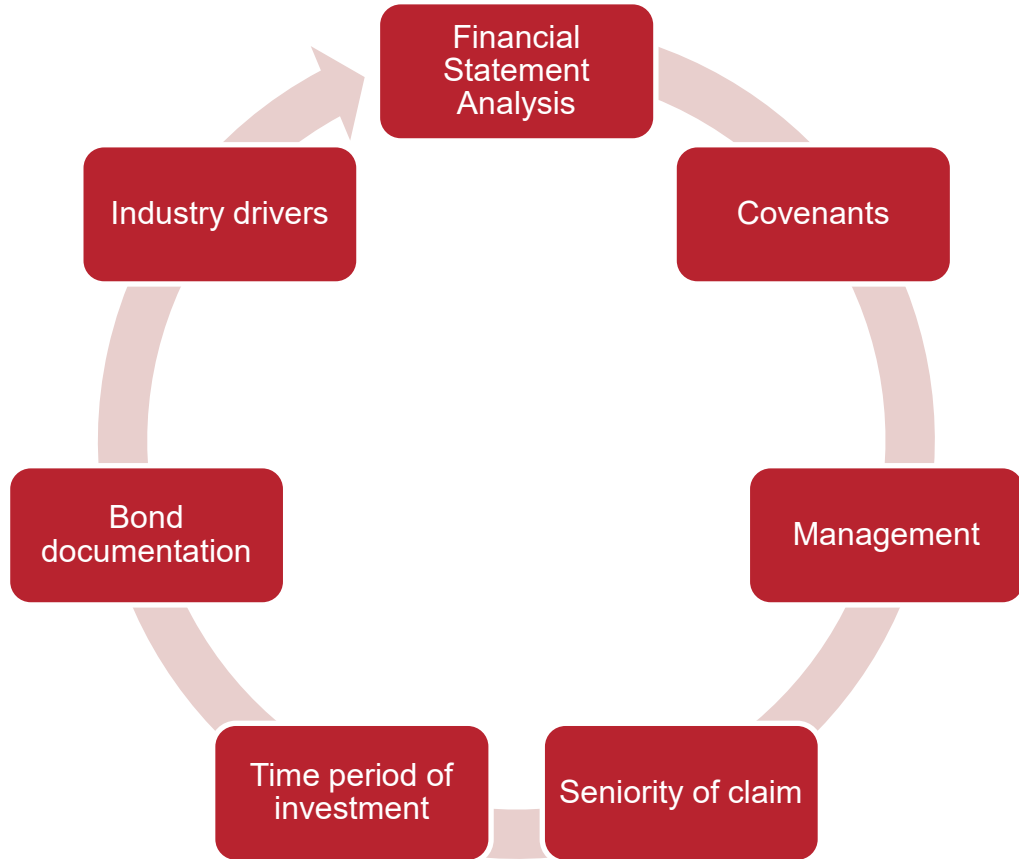 Financial
Statement
Analysis
Covenants
Management
Seniority of claim
Time period of
investment
Bond
documentation
Industry drivers